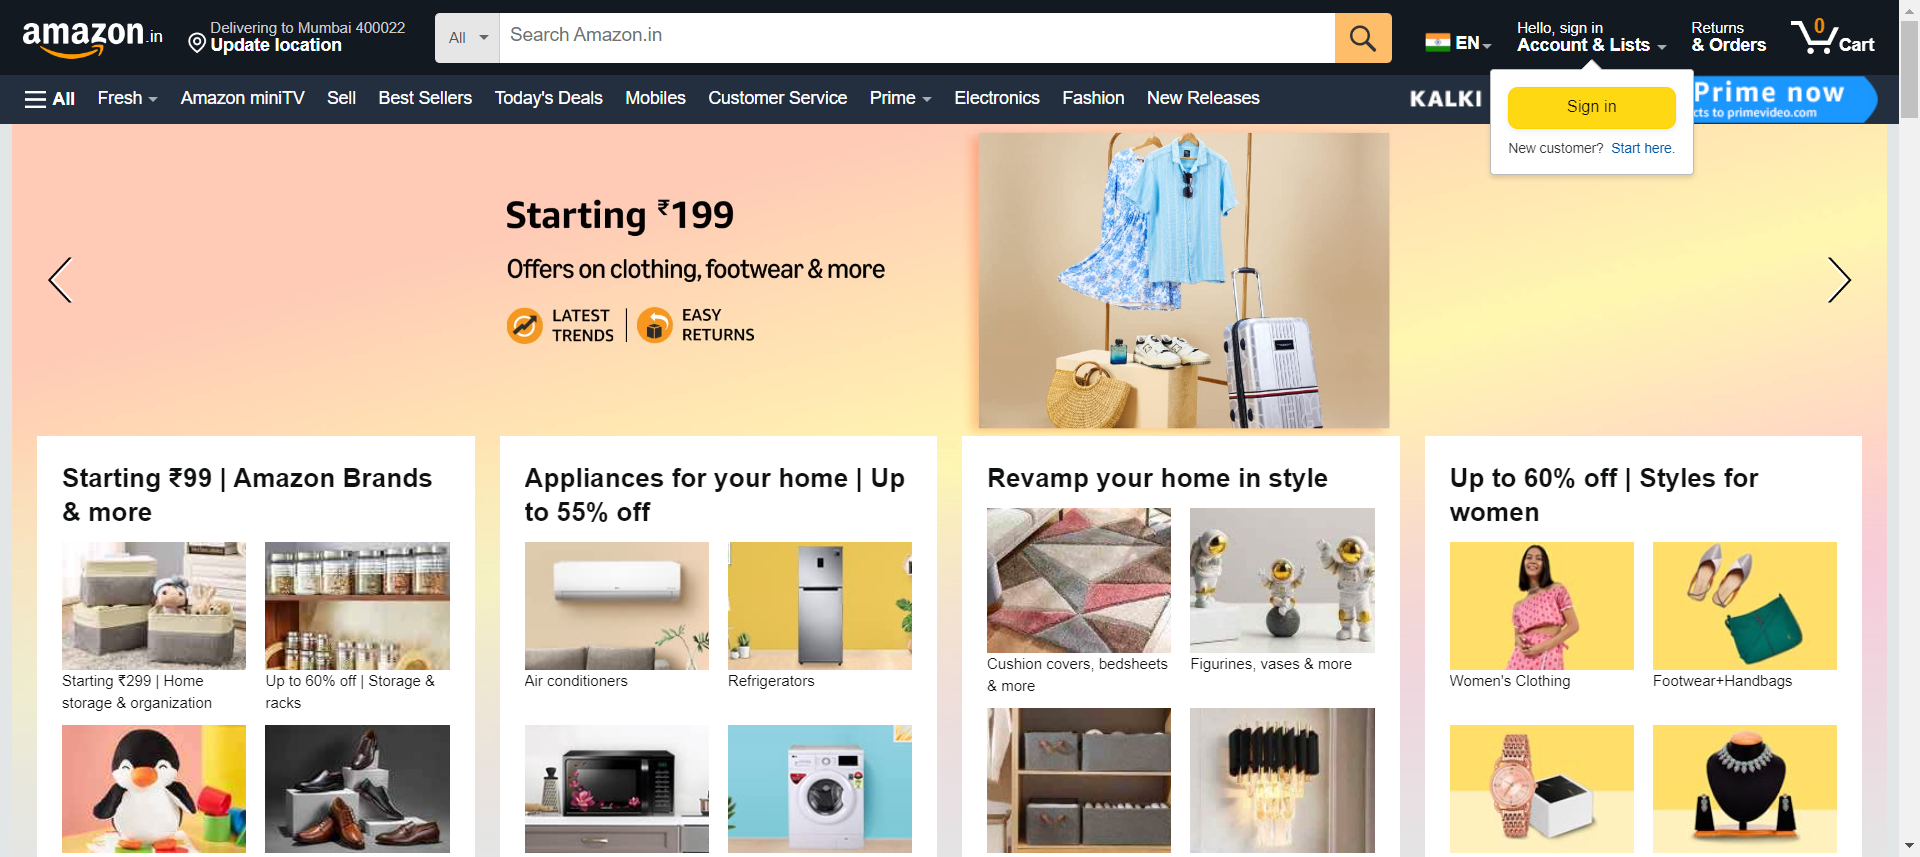 amazon.in
Delivering to Mumbai 400022
Update location
All
Search Amazon.in
EN
Hello, sign in
Account & Lists
Returns
& Orders
0
Cart
All
Fresh
Amazon miniTV
Sell
Best Sellers
Today's Deals
Mobiles
Customer Service
Prime
Electronics
Fashion
New Releases
KALKI
Prime now
cts to primevideo.com
Sign in
New customer? Start here.
Starting ₹199
Offers on clothing, footwear & more
LATEST
TRENDS
EASY
RETURNS
Starting ₹99 | Amazon Brands
& more
Starting ₹299 | Home
storage & organization
Up to 60% off | Storage &
racks
Appliances for your home | Up
to 55% off
Air conditioners
Refrigerators
Revamp your home in style
Cushion covers, bedsheets
& more
Figurines, vases & more
Up to 60% off | Styles for
women
Women's Clothing
Footwear+Handbags